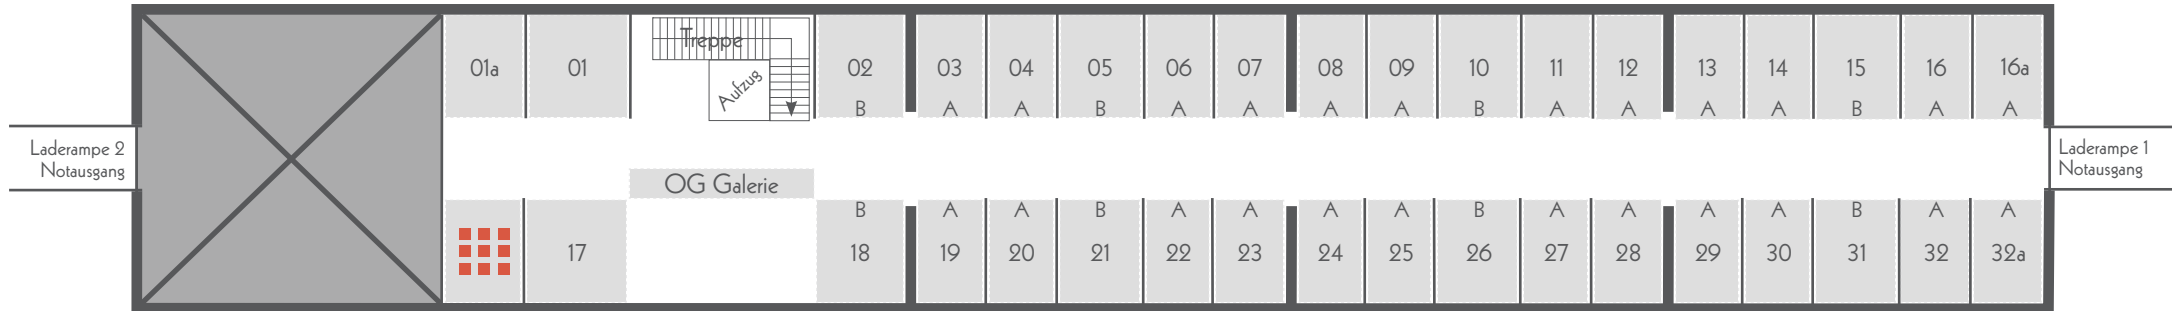 01a 01 Treppe 02 03 04 05 06 07 08 09 10 11 12 13 14 15 16 16a
Aufzug
B A A B A A A A B A A A A B A A
Laderampe 2
Notausgang
Laderampe 1
Notausgang
OG Galerie
B A A B A A A A B A A A A B A A
17 18 19 20 21 22 23 24 25 26 27 28 29 30 31 32 32a